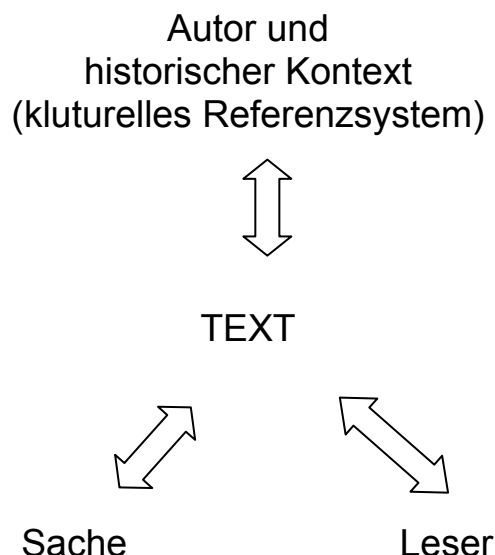 Autor und
historischer Kontext
(kluturelles Referenzsystem)
TEXT
Sache Leser